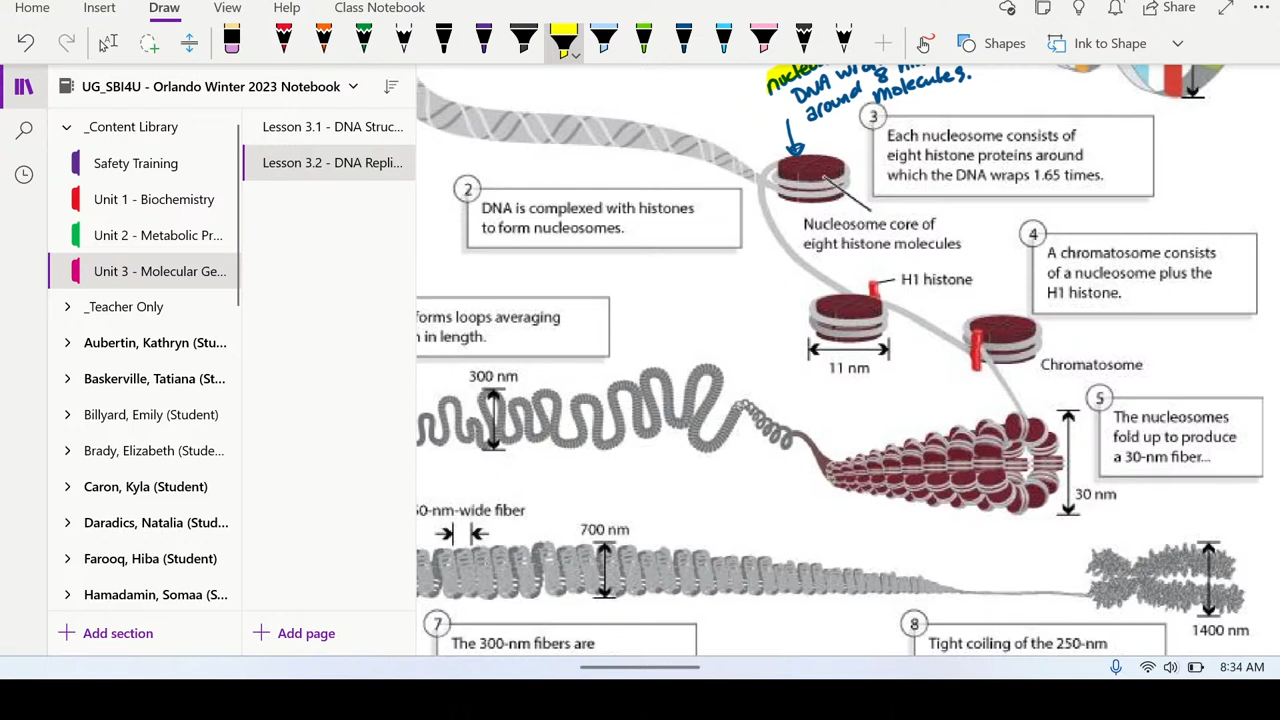 Home Insert Draw View Help Class Notebook Share
Shapes Ink to Shape
UG_SBI4U - Orlando Winter 2023 Notebook
_Content Library
Safety Training
Unit 1 - Biochemistry
Unit 2 - Metabolic Pr...
Unit 3 - Molecular Ge...
_Teacher Only
Aubertin, Kathryn (Stu...
Baskerville, Tatiana (St...
Billyard, Emily (Student)
Brady, Elizabeth (Stude...
Caron, Kyla (Student)
Daradics, Natalia (Stud...
Farooq, Hiba (Student)
Hamadamin, Somaa (S...
Add section
Lesson 3.1 - DNA Struc...
Lesson 3.2 - DNA Repli...
Add page
DNA
around 8 molecules.
3
Each nucleosome consists of
eight histone proteins around
which the DNA wraps 1.65 times.
2
DNA is complexed with histones
to form nucleosomes.
Nucleosome core of
eight histone molecules
4
A chromatosome consists
of a nucleosome plus the
H1 histone.
H1 histone
forms loops averaging
in length.
11 nm
Chromatosome
300 nm
5
The nucleosomes
fold up to produce
a 30-nm fiber...
30 nm
50-nm-wide fiber
700 nm
1400 nm
7
The 300-nm fibers are
8
Tight coiling of the 250-nm
8:34 AM